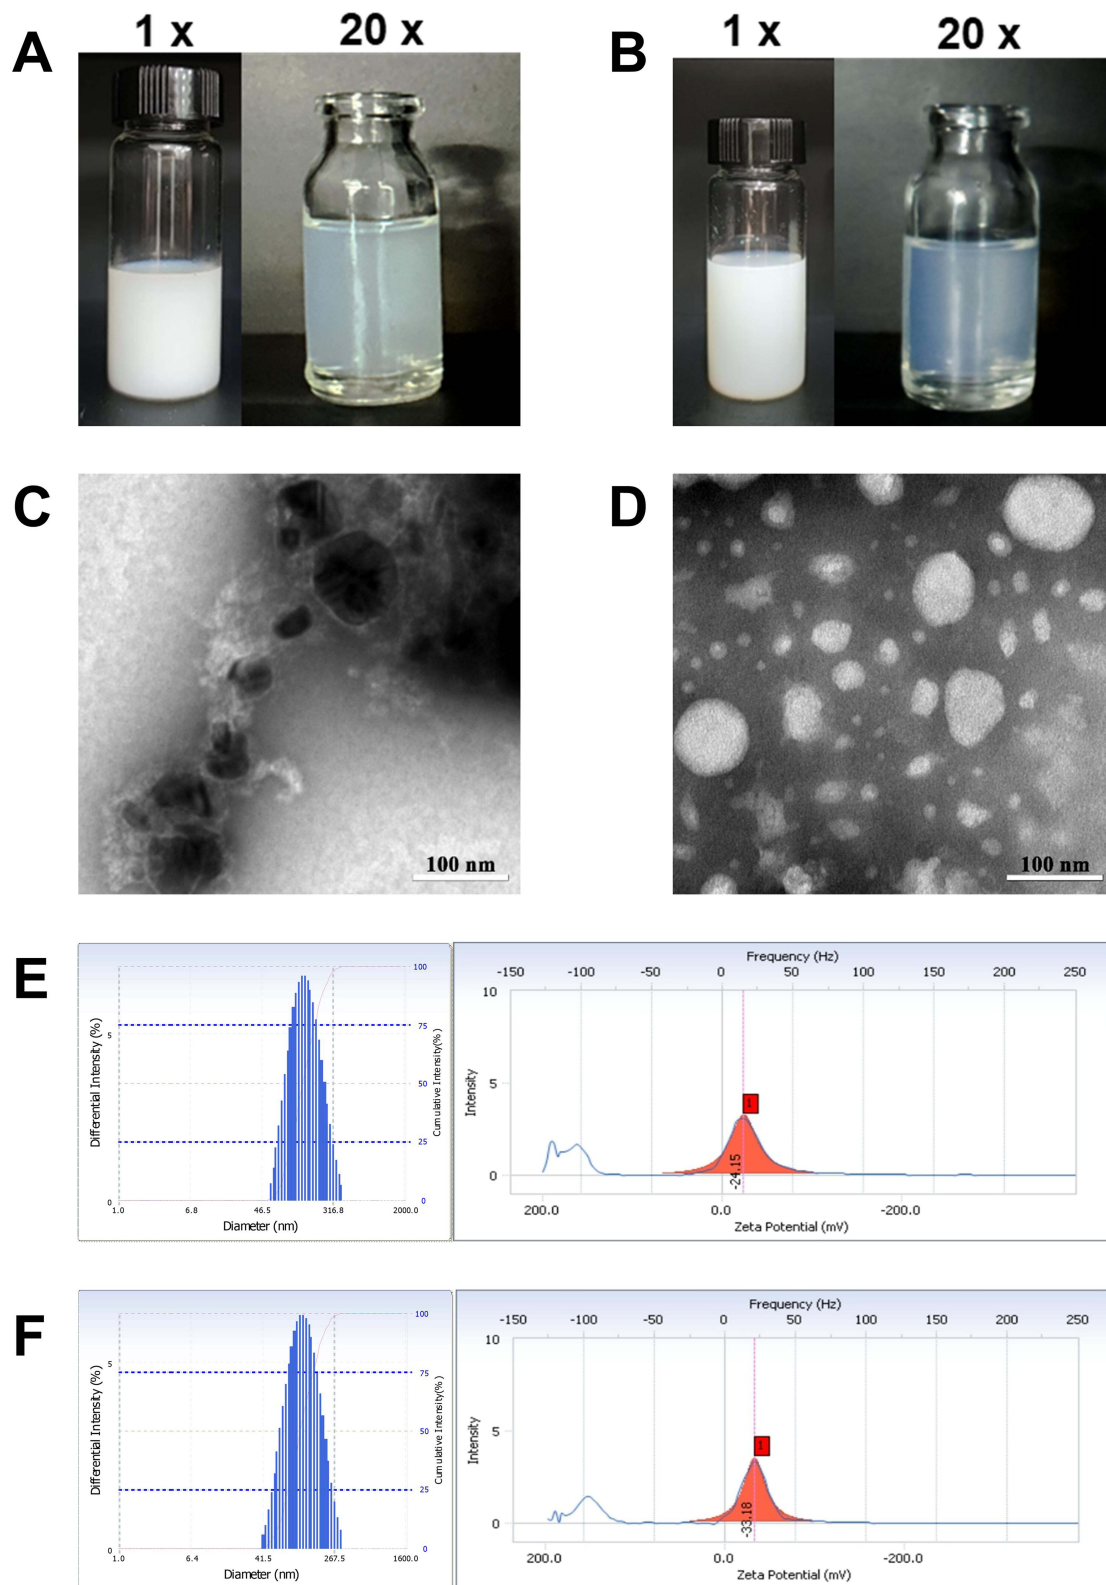 A
1 x
20 x
B
1 x
20 x
C
100 nm
D
100 nm
E
Differential Intensity (%)
5
0
1.0
6.8
46.5
316.8
2000.0
Diameter (nm)
100
75
50
25
0
Cumulative Intensity(%)
Frequency (Hz)
-150
-100
-50
0
50
100
150
200
250
Intensity
10
5
0
1
-24.15
200.0
0.0
-200.0
Zeta Potential (mV)
F
Differential Intensity (%)
5
0
1.0
6.4
41.5
267.5
1600.0
Diameter (nm)
100
75
50
25
0
Cumulative Intensity(%)
Frequency (Hz)
-150
-100
-50
0
50
100
150
200
250
Intensity
10
5
0
1
-33.18
200.0
0.0
-200.0
Zeta Potential (mV)